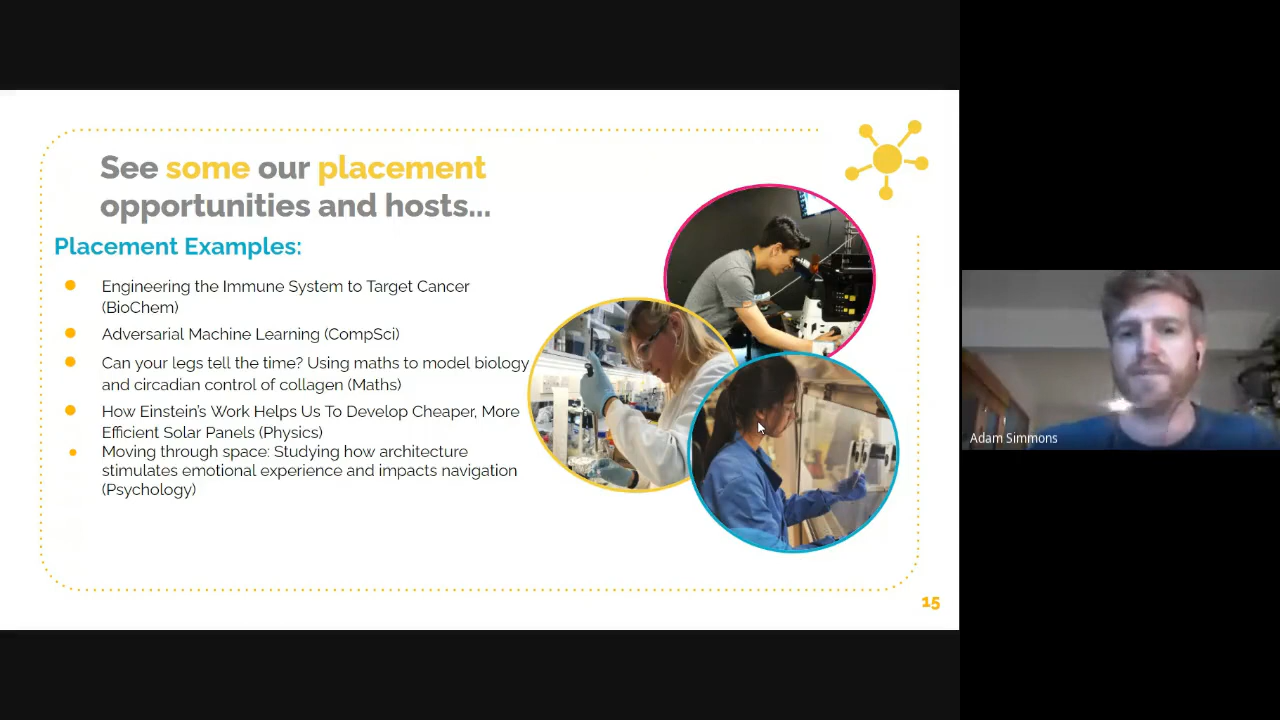 See some our placement
opportunities and hosts...
Placement Examples:
Engineering the Immune System to Target Cancer
(BioChem)
Adversarial Machine Learning (CompSci)
Can your legs tell the time? Using maths to model biology
and circadian control of collagen (Maths)
How Einstein's Work Helps Us To Develop Cheaper, More
Efficient Solar Panels (Physics)
Moving through space: Studying how architecture
stimulates emotional experience and impacts navigation
(Psychology)
15
Adam Simmons